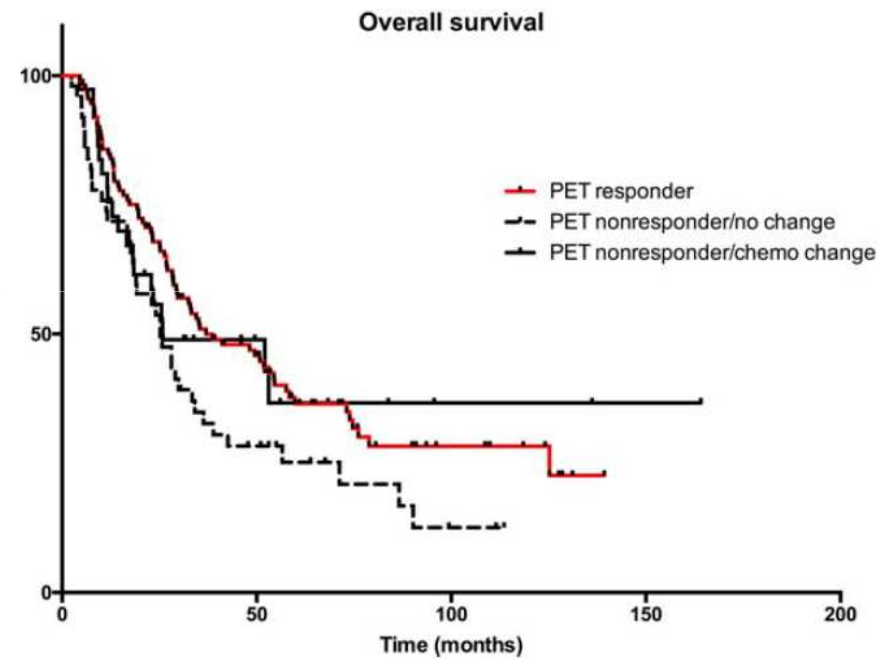 Overall survival
100
50
0
PET responder
PET nonresponder/no change
PET nonresponder/chemo change
0 50 100 150 200
Time (months)